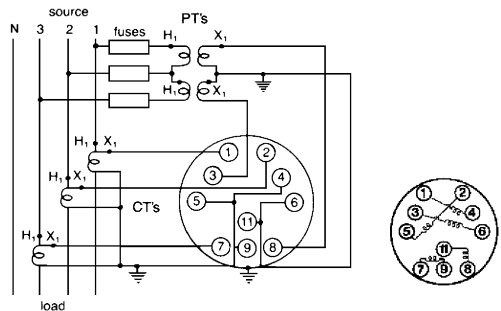 source
PT's
N 3 2 1
fuses
H1 X1
H1 X1
H1 X1
1 2
H1 X1
3 4
CT's
5 6
11
H1 X1
7 9 8
load
1 2
3 4
5 6
11
7 9 8